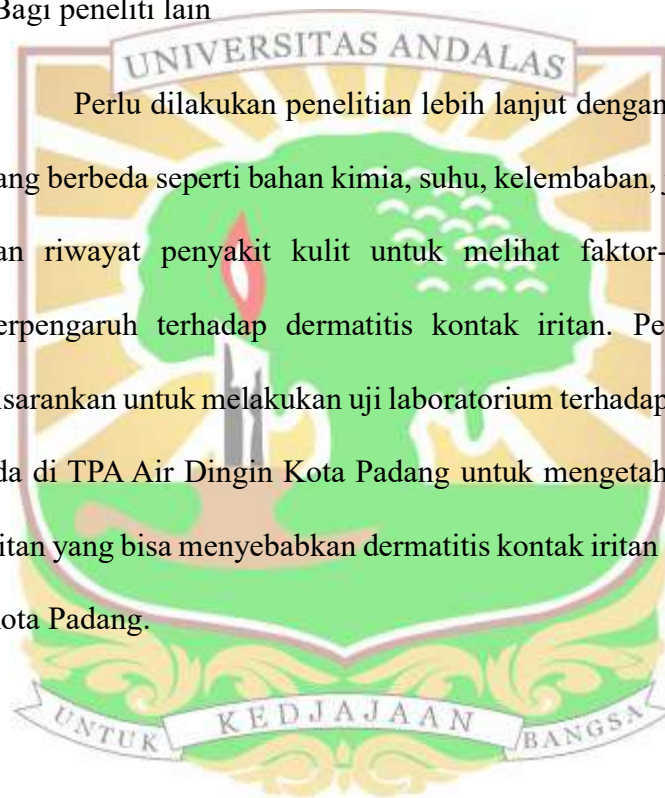 Bagi peneliti lain
UNIVERSITAS ANDALAS
Perlu dilakukan penelitian lebih lanjut dengan
ang berbeda seperti bahan kimia, suhu, kelembaban, j
an riwayat penyakit kulit untuk melihat faktor-
erpengaruh terhadap dermatitis kontak iritan. Pe
isarankan untuk melakukan uji laboratorium terhadap
da di TPA Air Dingin Kota Padang untuk mengetah
itan yang bisa menyebabkan dermatitis kontak iritan
ota Padang.
UNTUK KEDJAJAAN BANGSA